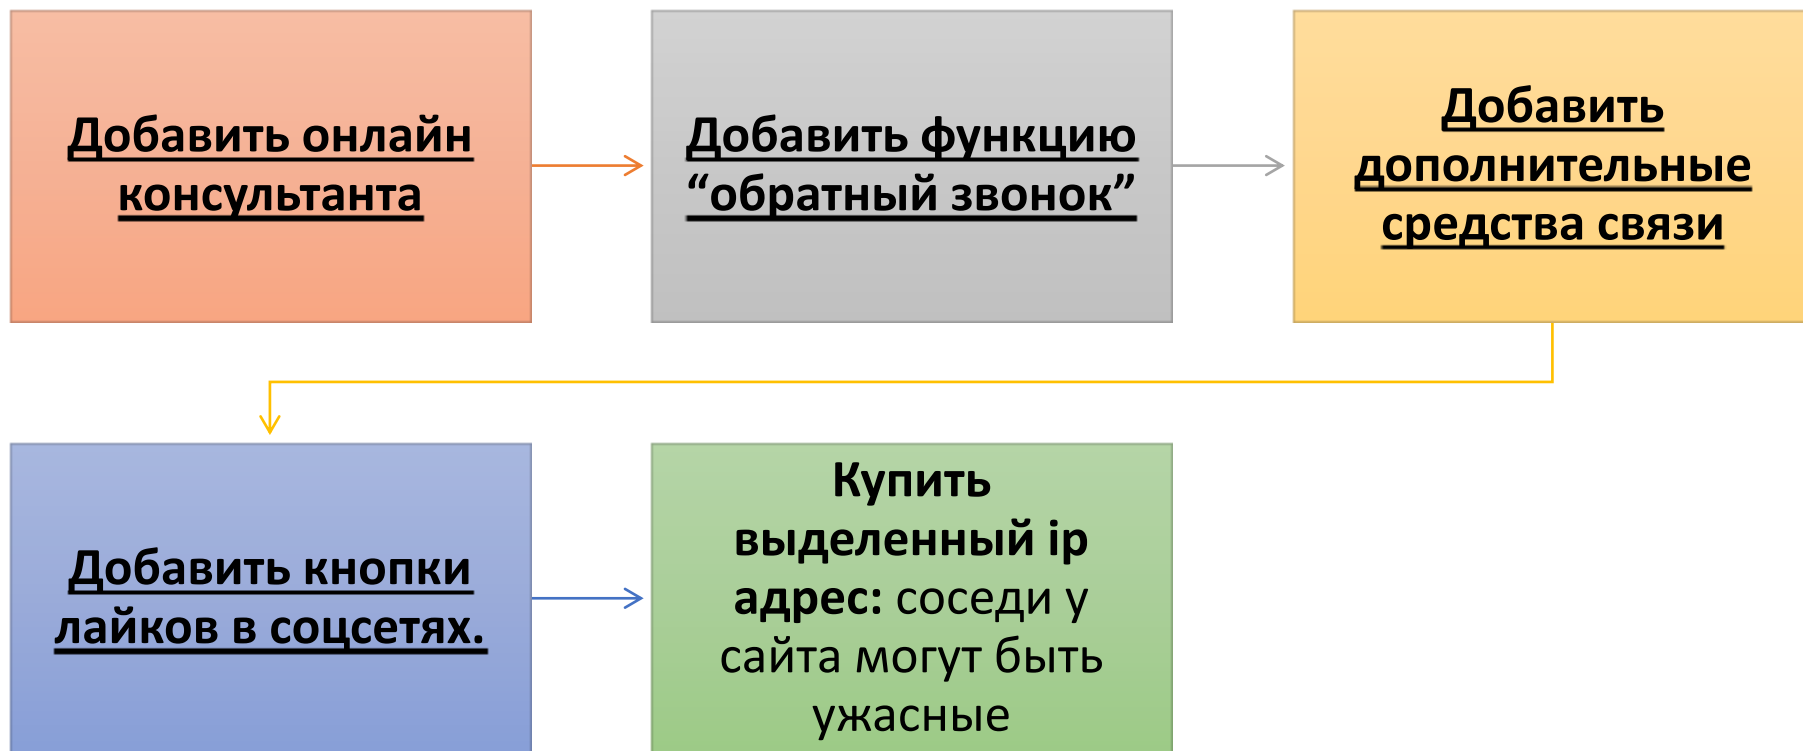 Добавить онлайн
консультанта
Добавить функцию
“обратный звонок”
Добавить
дополнительные
средства связи
Добавить кнопки
лайков в соцсетях.
Купить
выделенный ip
адрес: соседи у
сайта могут быть
ужасные